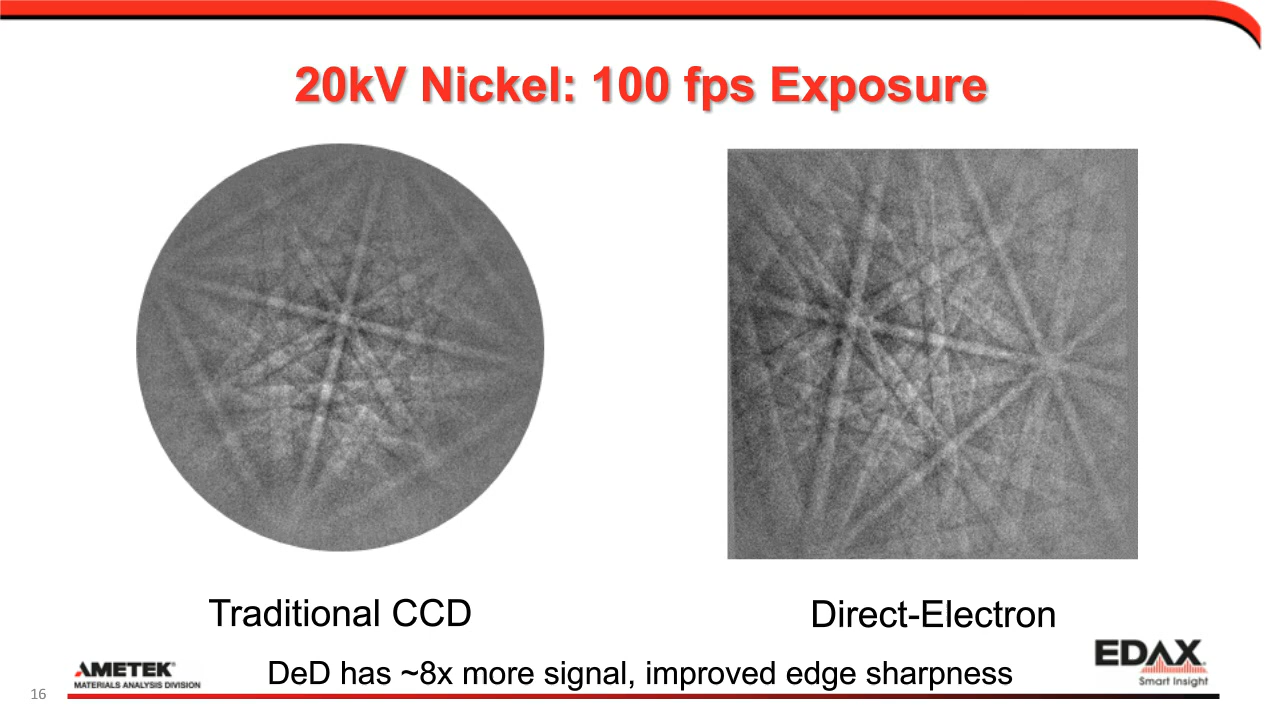 20kV Nickel: 100 fps Exposure
Traditional CCD
Direct-Electron
DeD has ~8x more signal, improved edge sharpness
AMETEK®
MATERIALS ANALYSIS DIVISION
EDAX
Smart Insight
16